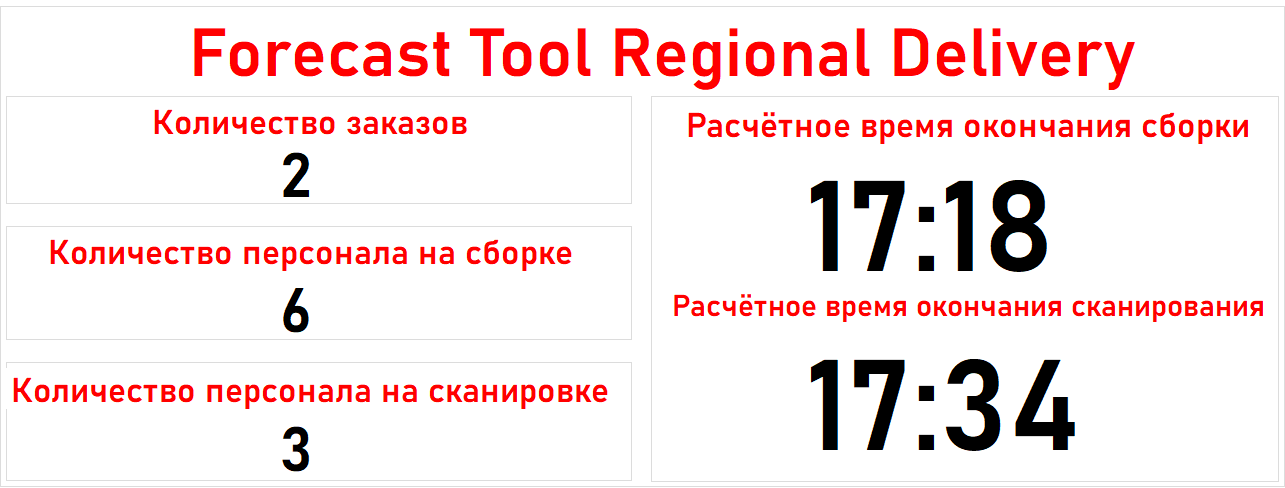 Forecast Tool Regional Delivery
Количество заказов
2
Количество персонала на сборке
6
Количество персонала на сканировке
3
Расчётное время окончания сборки
17:18
Расчётное время окончания сканирования
17:34